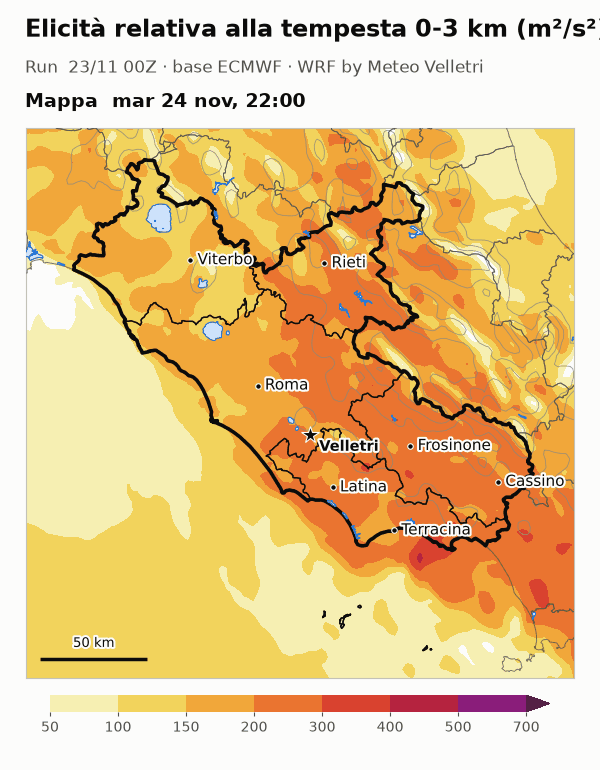 Elicità relativa alla tempesta 0-3 km (m²/s²)
Run  23/11 00Z · base ECMWF · WRF by Meteo Velletri
Mappa  mar 24 nov, 22:00
Viterbo
Rieti
Roma
Velletri
Frosinone
Cassino
Latina
Terracina
50 km
50 100 150 200 300 400 500 700